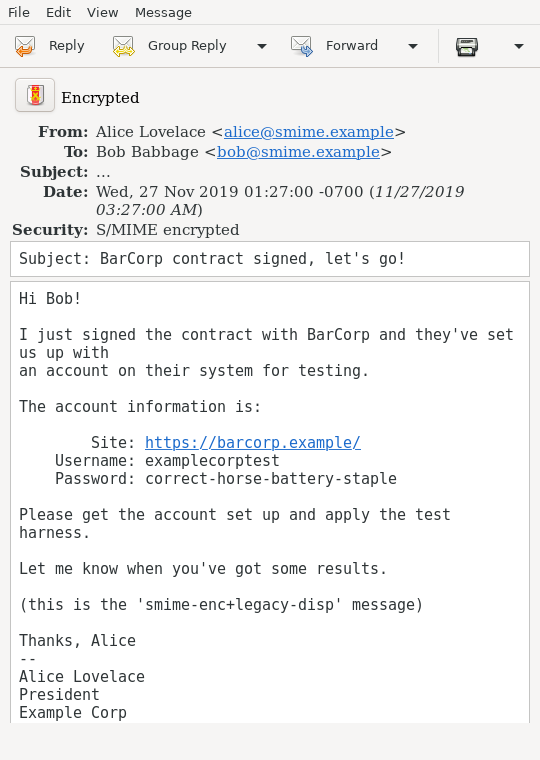 File Edit View Message
Reply Group Reply Forward
Encrypted
From: Alice Lovelace <alice@smime.example>
To: Bob Babbage <bob@smime.example>
Subject: ...
Date: Wed, 27 Nov 2019 01:27:00 -0700 (11/27/2019
03:27:00 AM)
Security: S/MIME encrypted
Subject: BarCorp contract signed, let's go!
Hi Bob!
I just signed the contract with BarCorp and they've set
us up with
an account on their system for testing.
The account information is:
Site: https://barcorp.example/
Username: examplecorptest
Password: correct-horse-battery-staple
Please get the account set up and apply the test
harness.
Let me know when you've got some results.
(this is the 'smime-enc+legacy-disp' message)
Thanks, Alice
--
Alice Lovelace
President
Example Corp